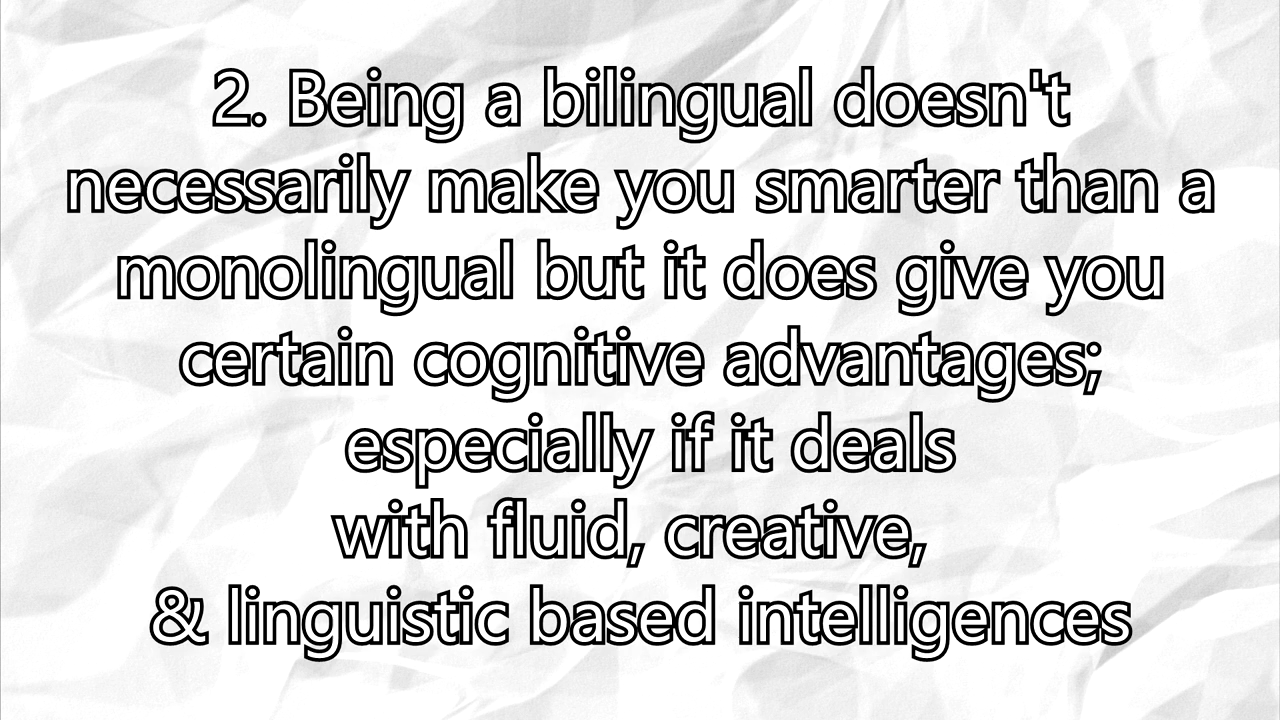 2. Being a bilingual doesn't
necessarily make you smarter than a
monolingual but it does give you
certain cognitive advantages;
especially if it deals
with fluid, creative,
& linguistic based intelligences